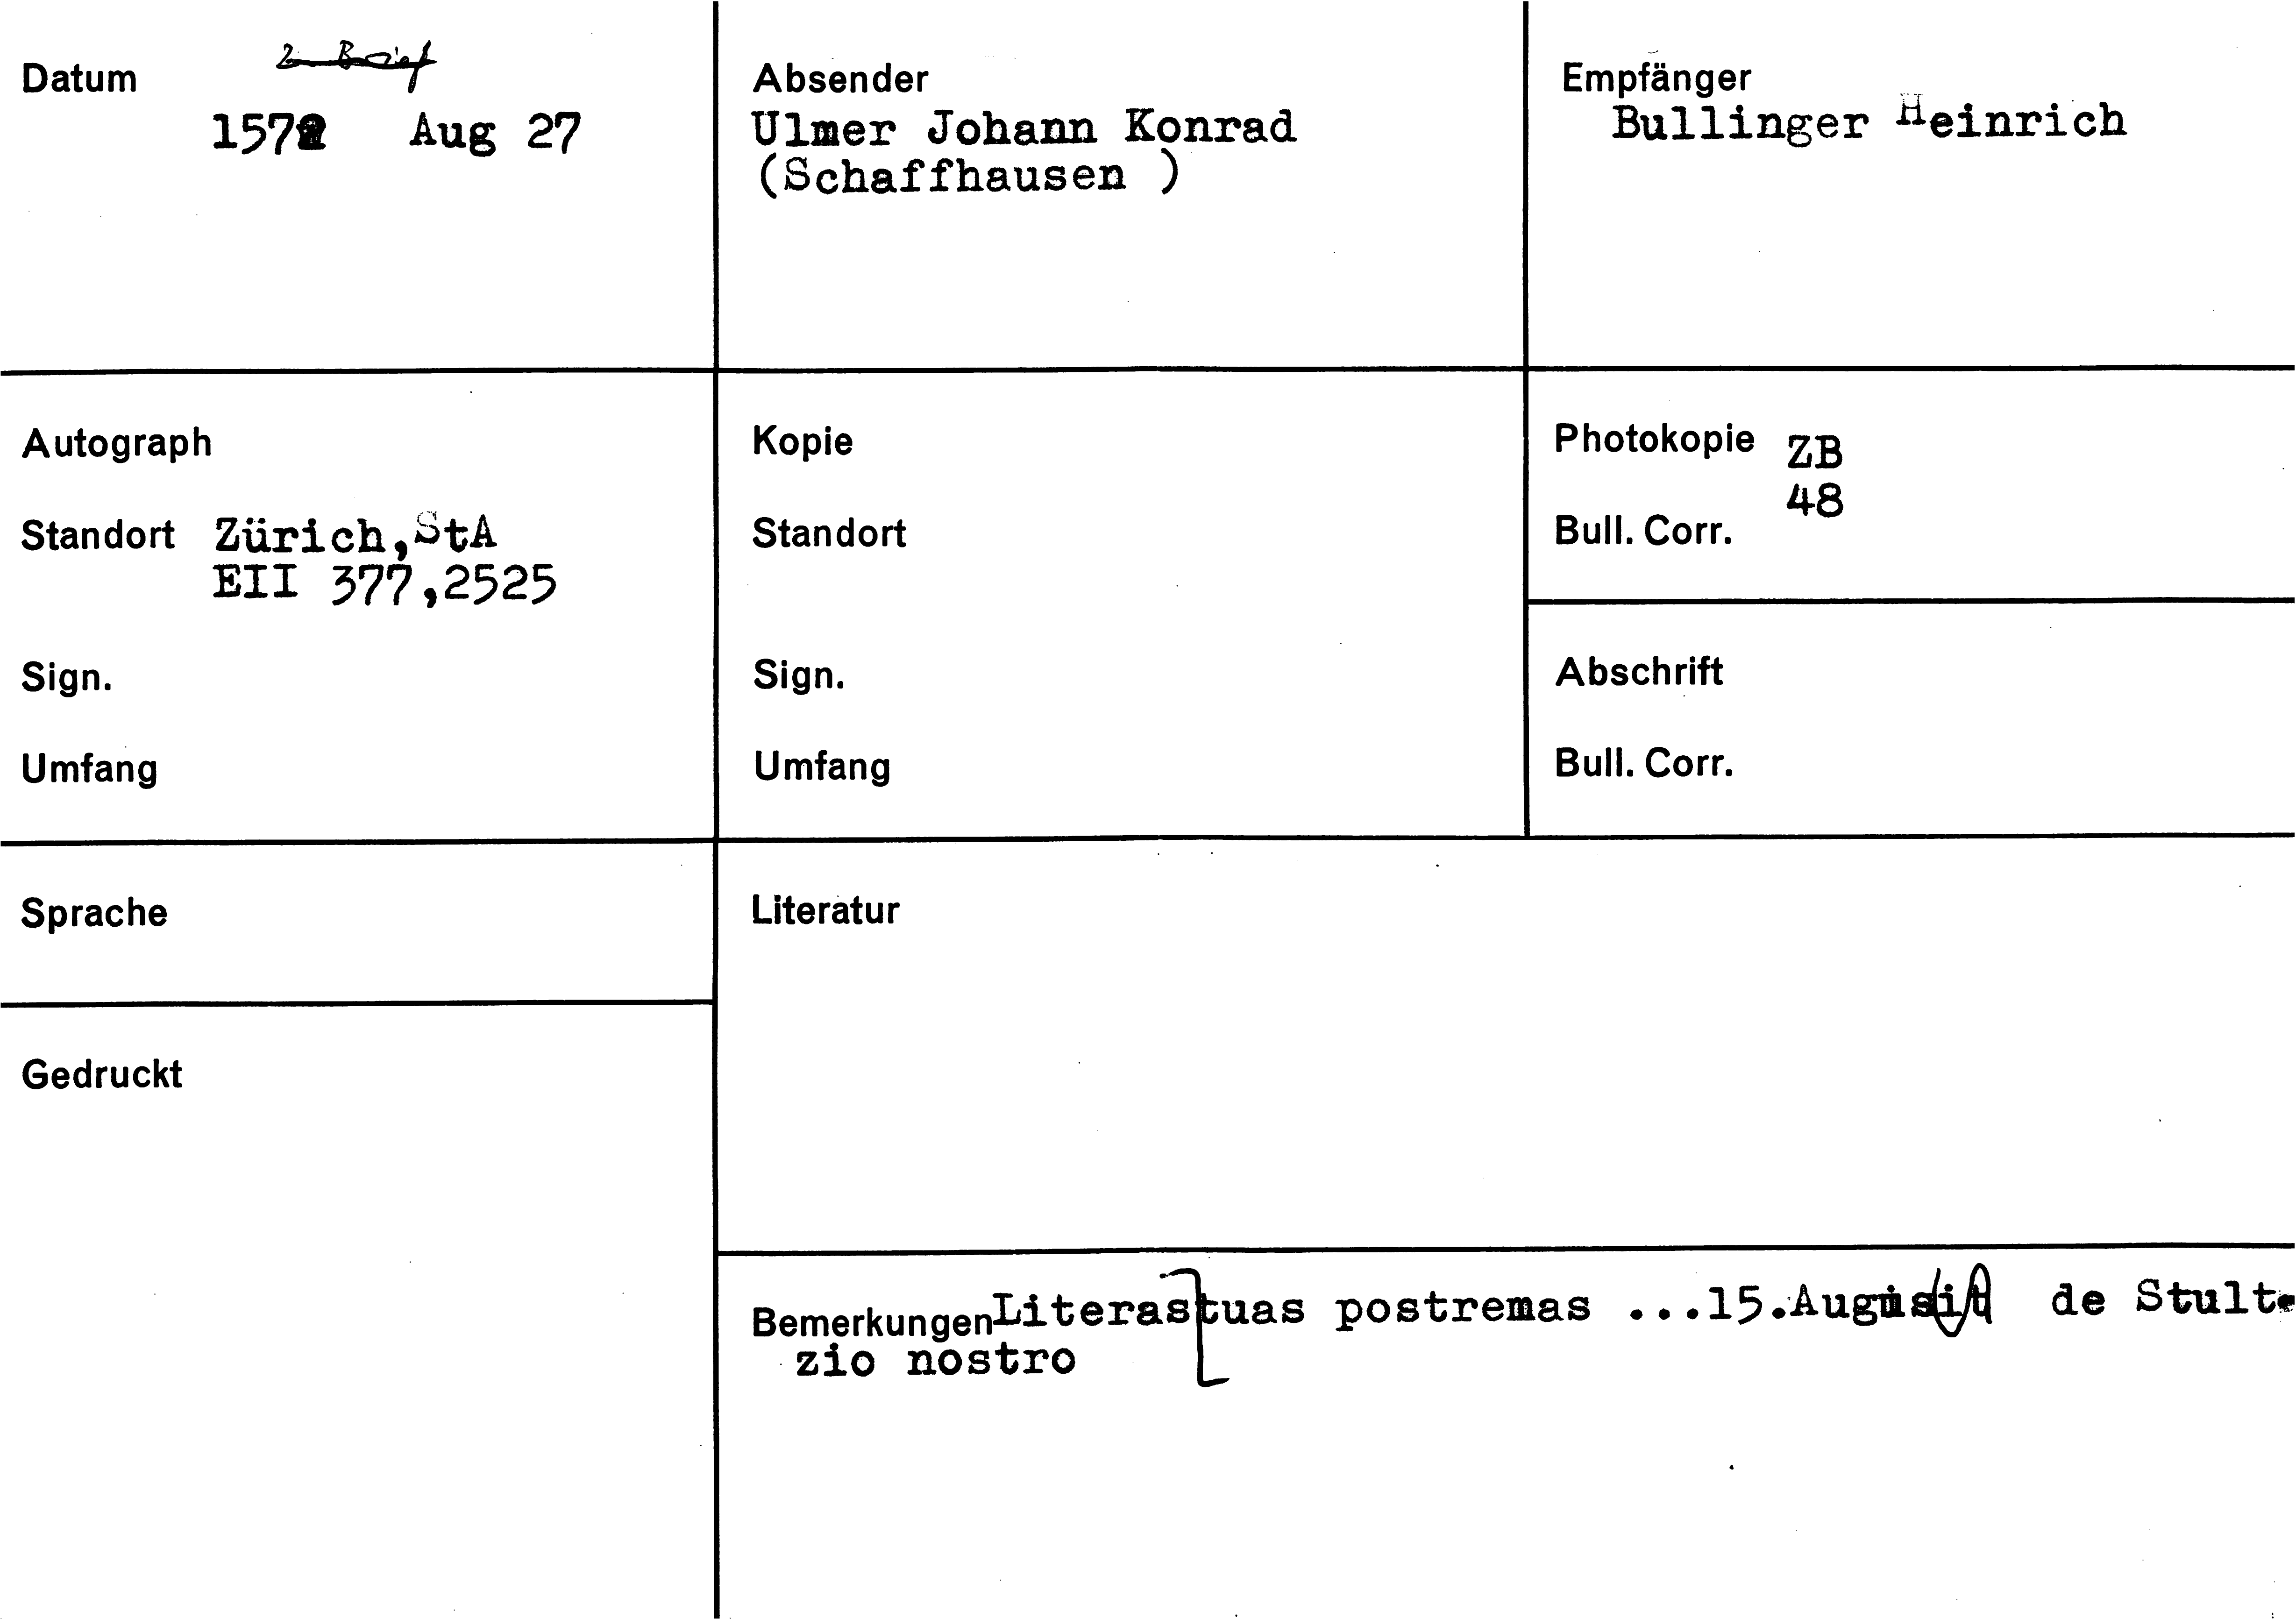 Datum
2. Brief
1572 Aug 27
Absender
Ulmer Johann Konrad
(Schaffhausen )
Empfänger
Bullinger Heinrich
Autograph
Standort Zürich,StA
EII 377,2525
Sign.
Umfang
Kopie
Standort
Sign.
Umfang
Photokopie ZB
48
Bull. Corr.
Abschrift
Bull. Corr.
Sprache
Gedruckt
Literatur
Bemerkungen Literas tuas postremas ...15. de Stult
zio nostro